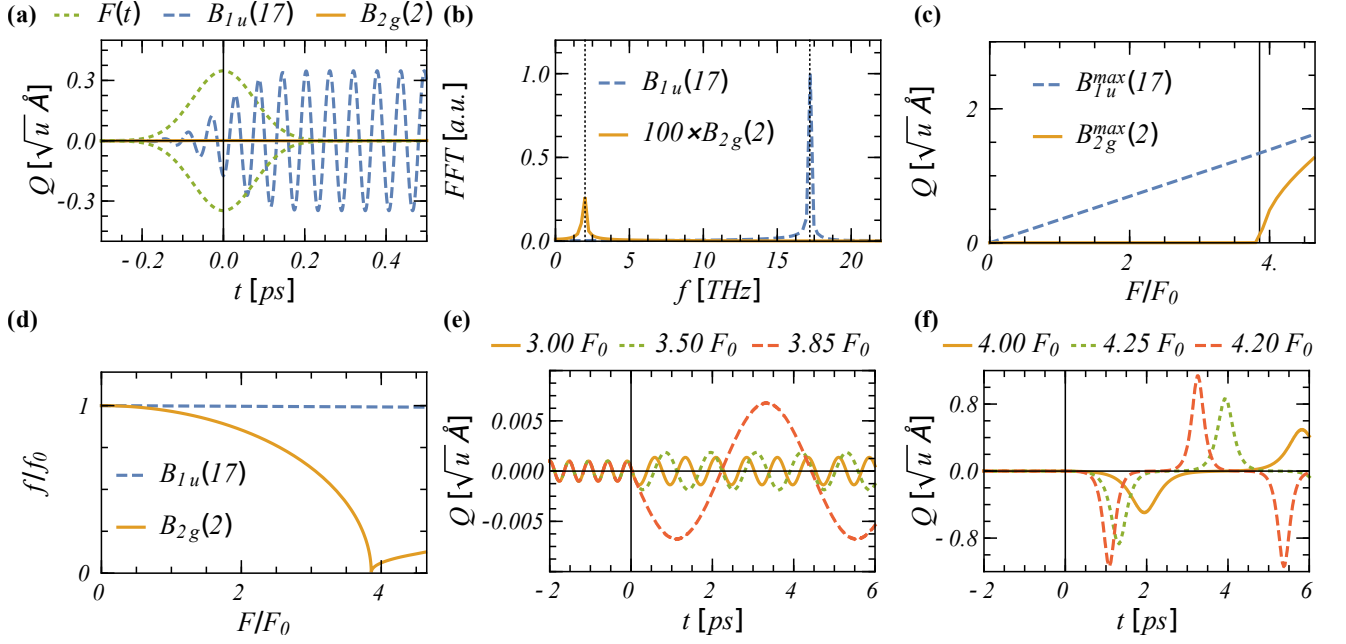 (a) F(t) B1u(17) B2g(2)
Q [√u Å]
0.3
0.0
-0.3
-0.2 0.0 0.2 0.4
t [ps]
(b)
FFT [a.u.]
1.0
0.5
0.0
B1u(17)
100×B2g(2)
0 5 10 15 20
f [THz]
(c)
Q [√u Å]
2
0
B1u^max(17)
B2g^max(2)
0 2 4.
F/F0
(d)
f/f0
1
0
B1u(17)
B2g(2)
0 2 4
F/F0
(e)
3.00 F0 3.50 F0 3.85 F0
Q [√u Å]
0.005
0.000
-0.005
-2 0 2 4 6
t [ps]
(f)
4.00 F0 4.25 F0 4.20 F0
Q [√u Å]
0.8
0.0
-0.8
-2 0 2 4 6
t [ps]